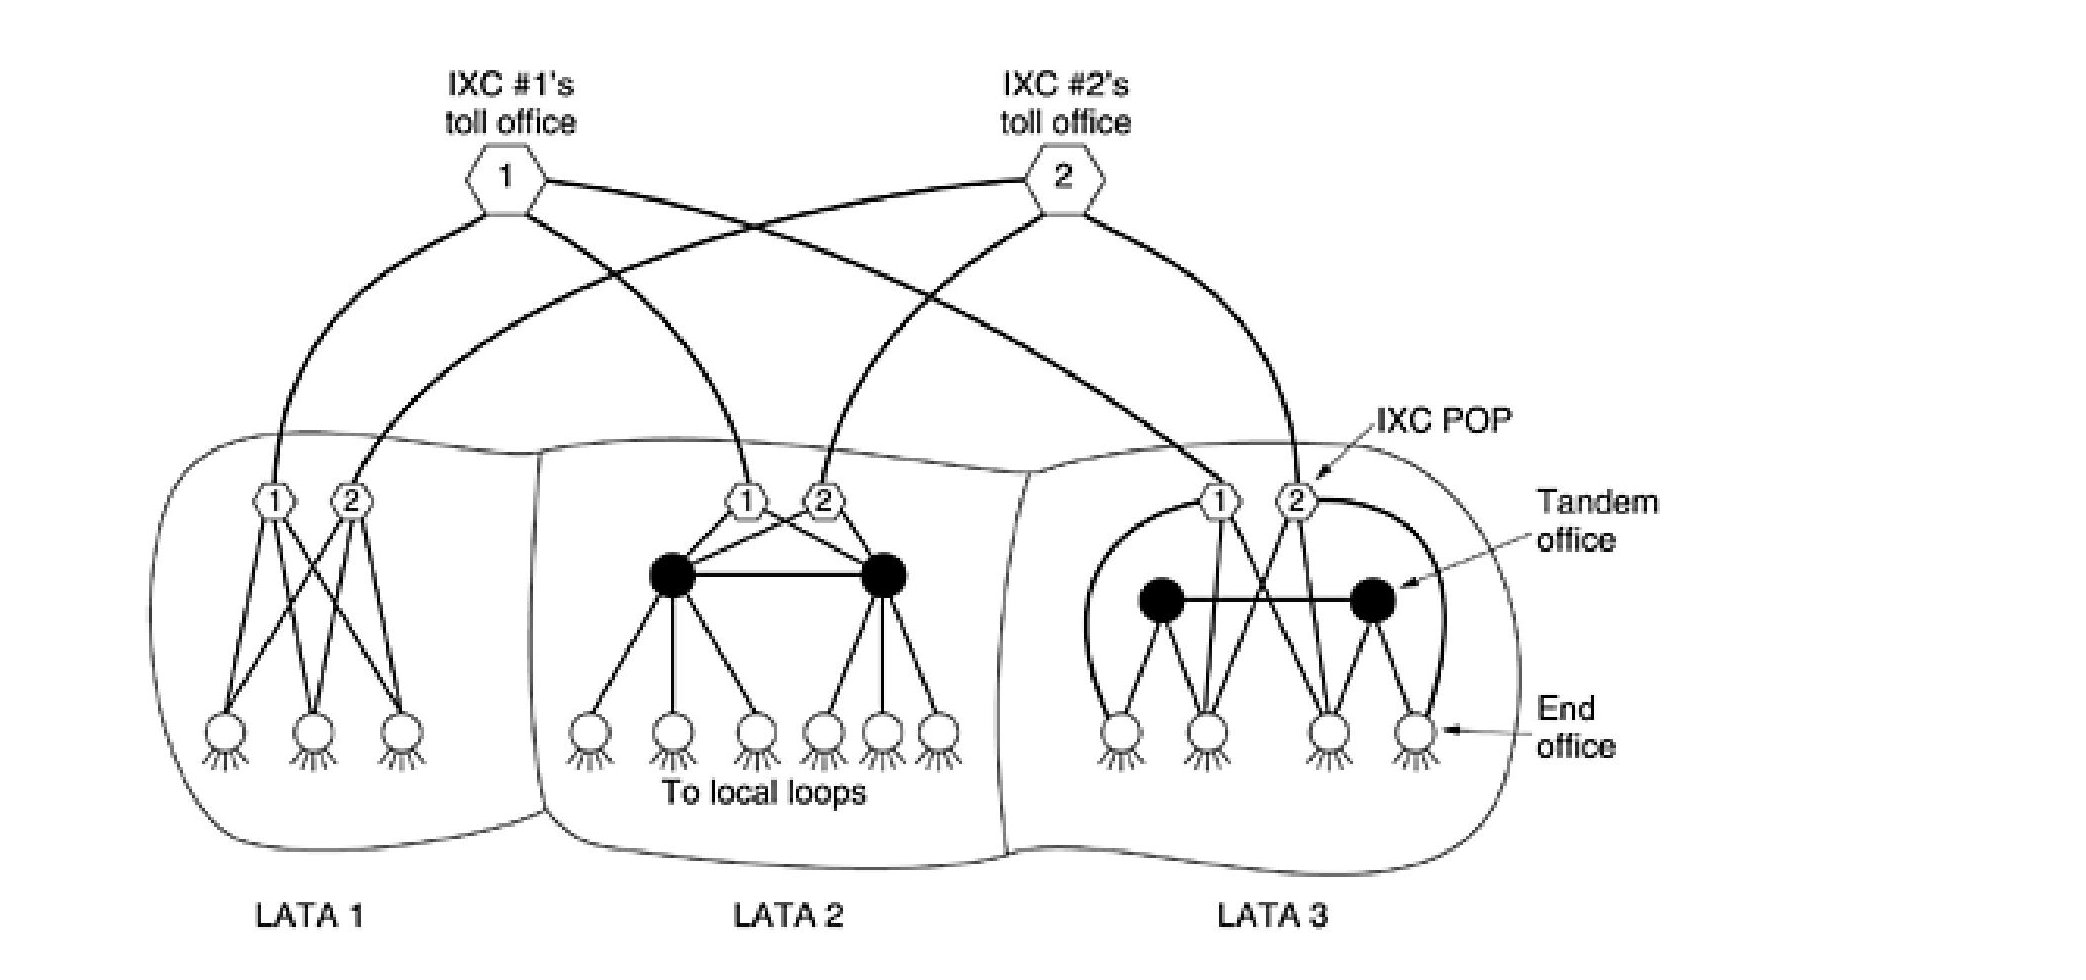 IXC #1's
toll office
IXC #2's
toll office
1
2
IXC POP
1
2
1
2
1
2
Tandem
office
End
office
To local loops
LATA 1
LATA 2
LATA 3